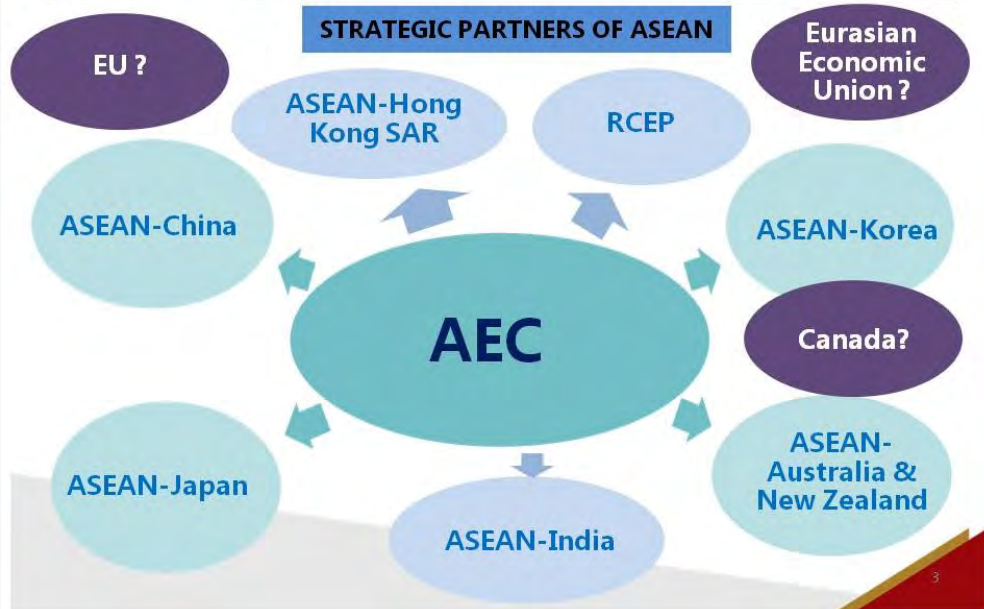 STRATEGIC PARTNERS OF ASEAN
EU ?
Eurasian
Economic
Union ?
ASEAN-Hong
Kong SAR
RCEP
ASEAN-China
ASEAN-Korea
AEC
Canada?
ASEAN-Japan
ASEAN-
Australia &
New Zealand
ASEAN-India
3